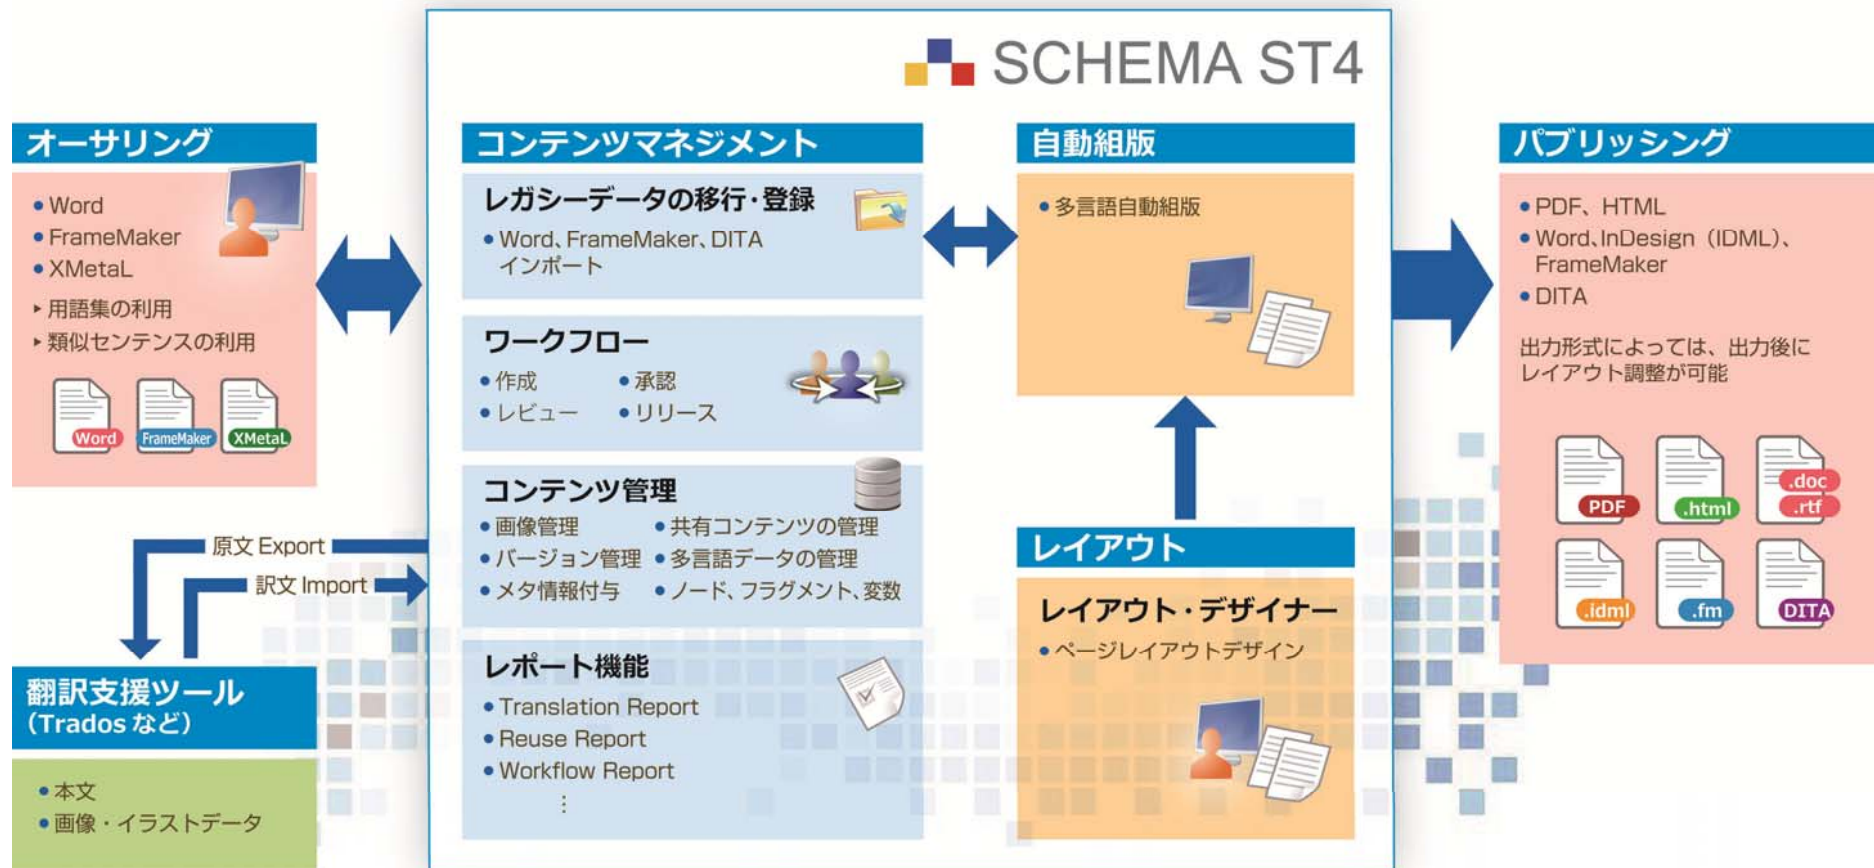 SCHEMA ST4
オーサリング
• Word
• FrameMaker
• XMetaL
▸ 用語集の利用
▸ 類似センテンスの利用
Word
FrameMaker
XMetaL
原文 Export
訳文 Import
翻訳支援ツール
(Trados など)
• 本文
• 画像・イラストデータ
コンテンツマネジメント
レガシーデータの移行・登録
• Word、FrameMaker、DITA
インポート
ワークフロー
• 作成 • 承認
• レビュー • リリース
コンテンツ管理
• 画像管理 • 共有コンテンツの管理
• バージョン管理 • 多言語データの管理
• メタ情報付与 • ノード、フラグメント、変数
レポート機能
• Translation Report
• Reuse Report
• Workflow Report
⋮
自動組版
• 多言語自動組版
レイアウト
レイアウト・デザイナー
• ページレイアウトデザイン
パブリッシング
• PDF、HTML
• Word、InDesign（IDML）、
FrameMaker
• DITA
出力形式によっては、出力後に
レイアウト調整が可能
PDF
.html
.doc
.rtf
.idml
.fm
DITA